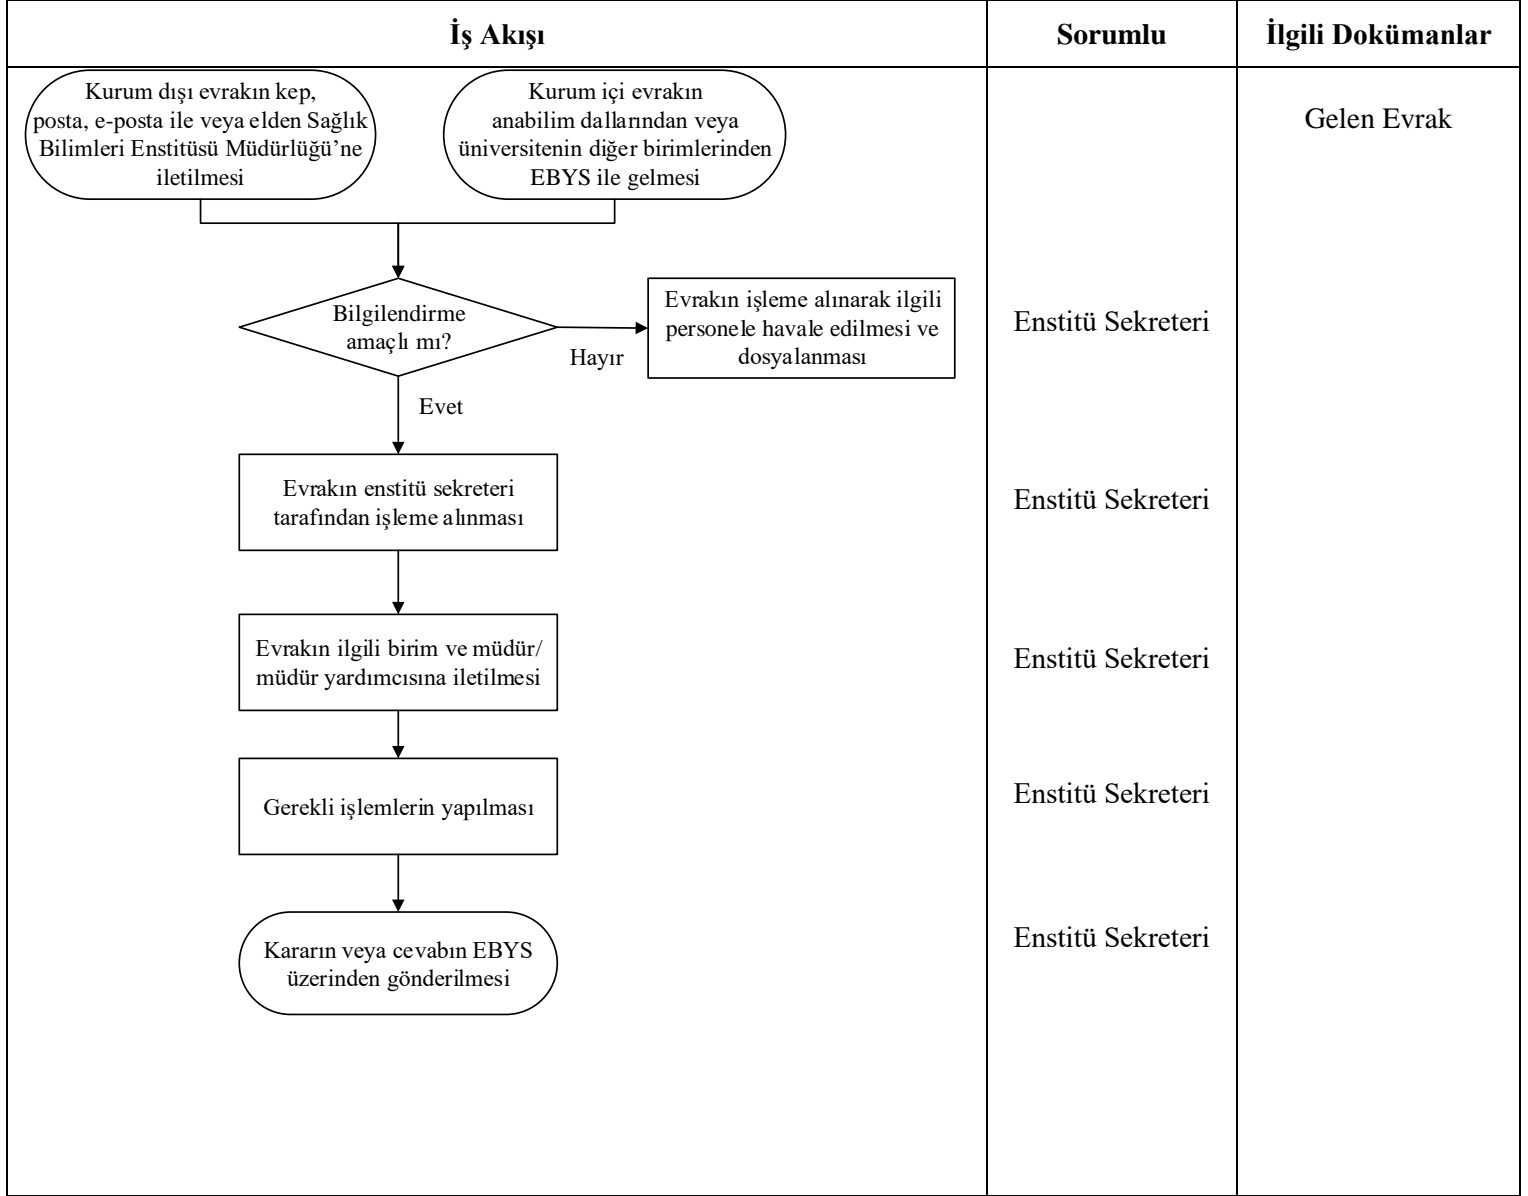 İş Akışı
Sorumlu
İlgili Dokümanlar
Kurum dışı evrakın kep,
posta, e-posta ile veya elden Sağlık
Bilimleri Enstitüsü Müdürlüğü’ne
iletilmesi
Kurum içi evrakın
anabilim dallarından veya
üniversitenin diğer birimlerinden
EBYS ile gelmesi
Gelen Evrak
Bilgilendirme
amaçlı mı?
Hayır
Evrakın işleme alınarak ilgili
personele havale edilmesi ve
dosyalanması
Enstitü Sekreteri
Evet
Evrakın enstitü sekreteri
tarafından işleme alınması
Enstitü Sekreteri
Evrakın ilgili birim ve müdür/
müdür yardımcısına iletilmesi
Enstitü Sekreteri
Gerekli işlemlerin yapılması
Enstitü Sekreteri
Kararın veya cevabın EBYS
üzerinden gönderilmesi
Enstitü Sekreteri